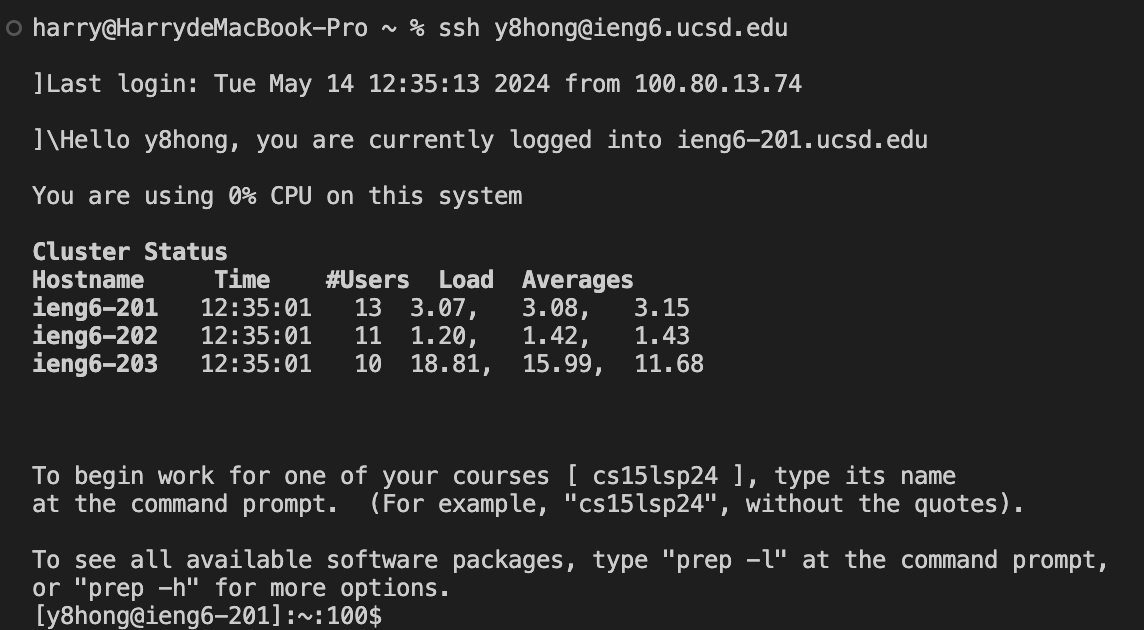 harry@HarrydeMacBook-Pro ~ % ssh y8hong@ieng6.ucsd.edu
]Last login: Tue May 14 12:35:13 2024 from 100.80.13.74
]\Hello y8hong, you are currently logged into ieng6-201.ucsd.edu
You are using 0% CPU on this system
Cluster Status
Hostname     Time    #Users  Load  Averages
ieng6-201   12:35:01   13  3.07,   3.08,   3.15
ieng6-202   12:35:01   11  1.20,   1.42,   1.43
ieng6-203   12:35:01   10  18.81,  15.99,  11.68
To begin work for one of your courses [ cs15lsp24 ], type its name
at the command prompt.  (For example, "cs15lsp24", without the quotes).
To see all available software packages, type "prep -l" at the command prompt,
or "prep -h" for more options.
[y8hong@ieng6-201]:~:100$